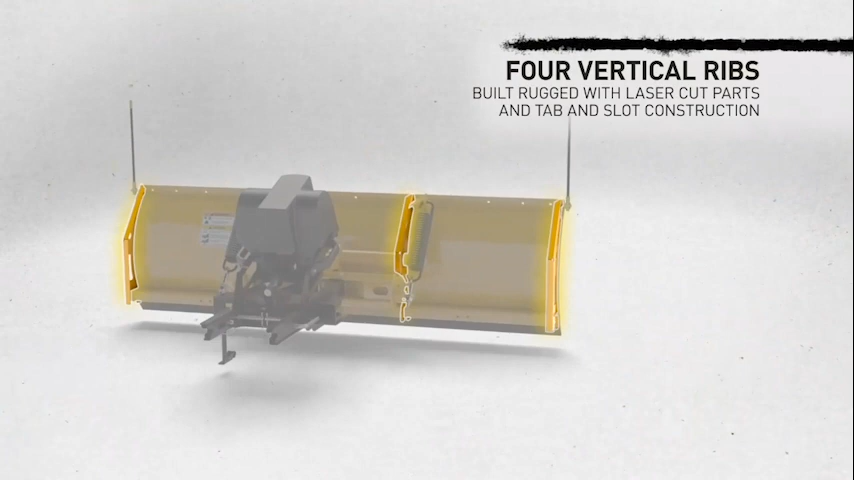 FOUR VERTICAL RIBS
BUILT RUGGED WITH LASER CUT PARTS
AND TAB AND SLOT CONSTRUCTION